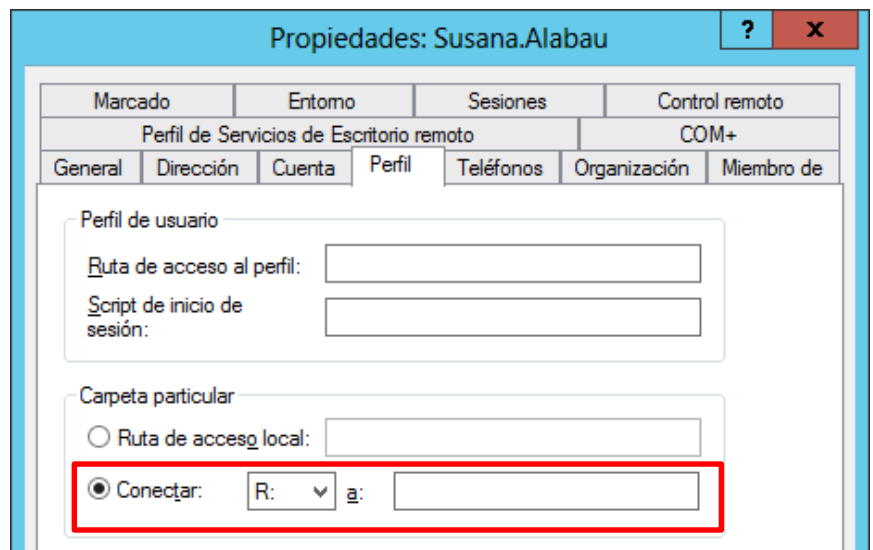 Propiedades: Susana.Alabau
? x
Marcado Entorno Sesiones Control remoto
Perfil de Servicios de Escritorio remoto COM+
General Dirección Cuenta Perfil Teléfonos Organización Miembro de
Perfil de usuario
Ruta de acceso al perfil:
Script de inicio de
sesión:
Carpeta particular
Ruta de acceso local:
Conectar: R: a: